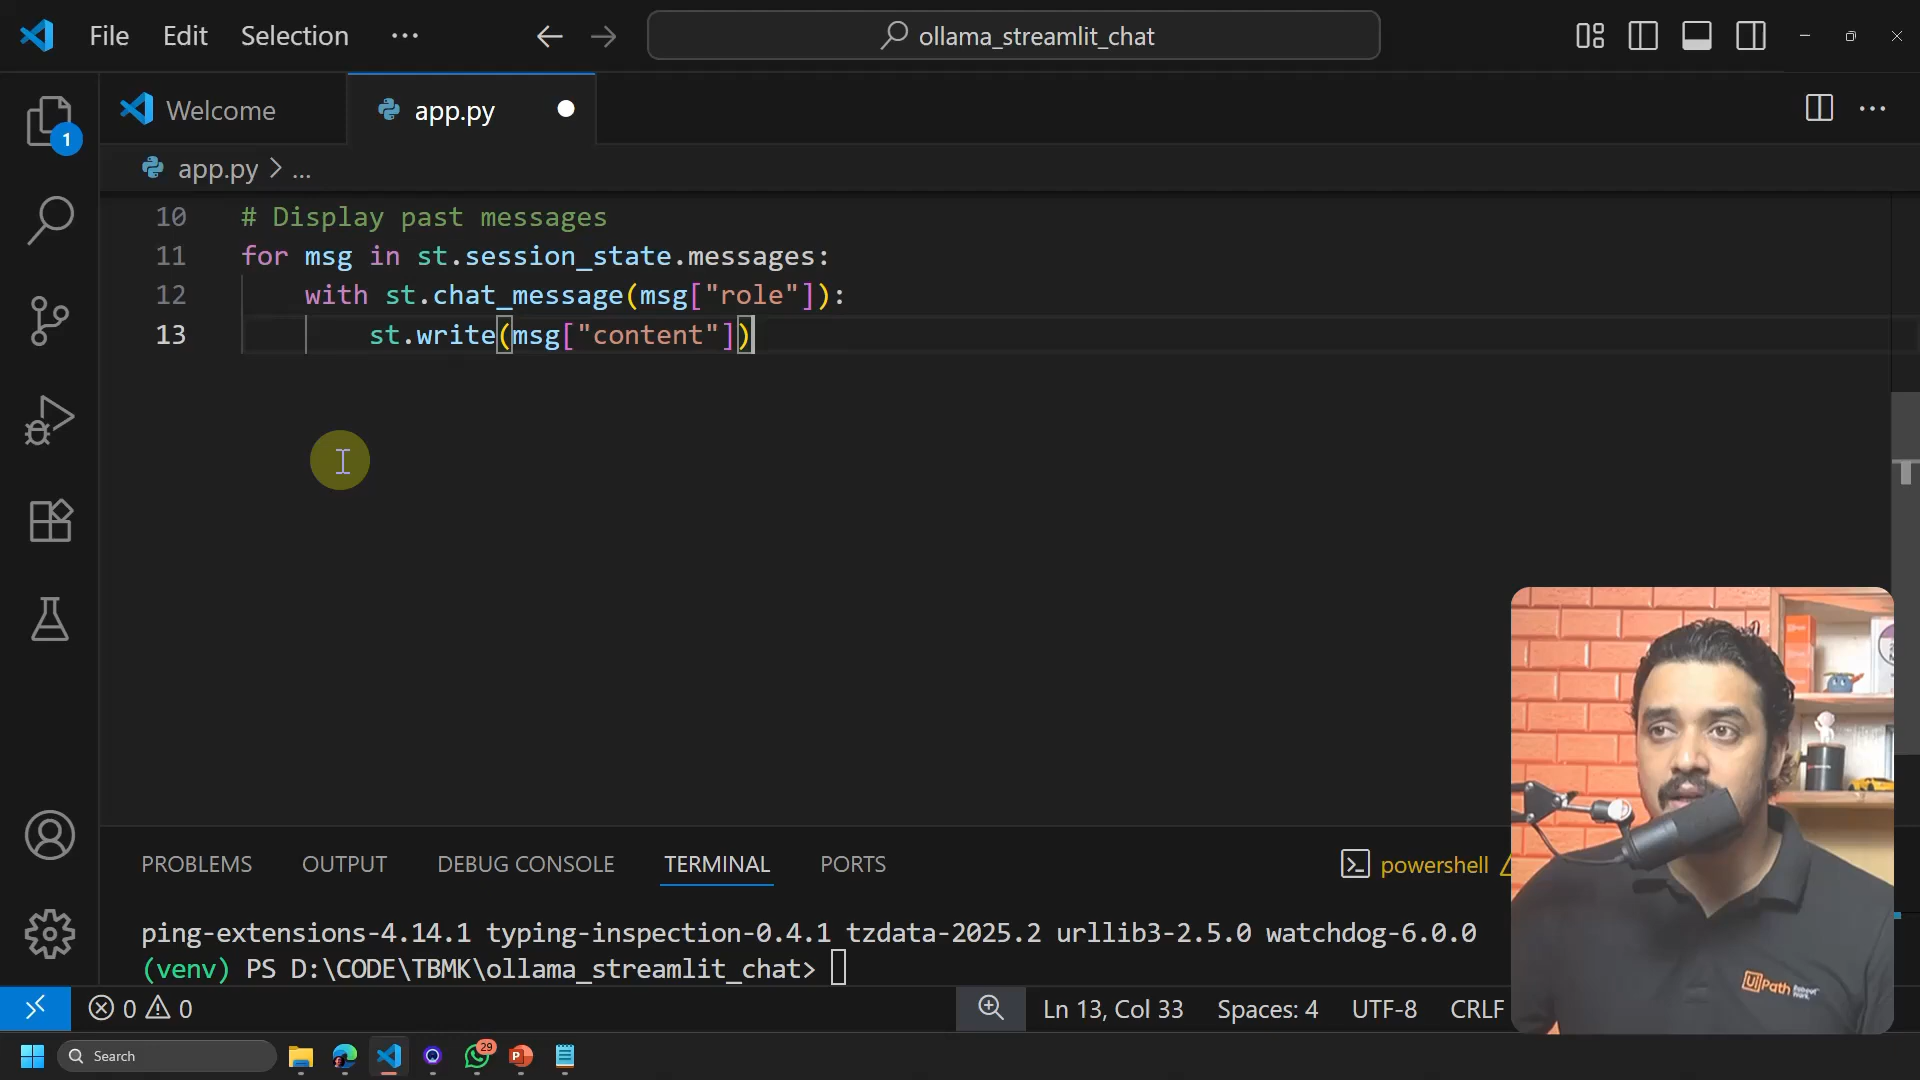 File Edit Selection ··· ollama_streamlit_chat
Welcome app.py
1
app.py > ...
10 # Display past messages
11 for msg in st.session_state.messages:
12 with st.chat_message(msg["role"]):
13 st.write(msg["content"])
PROBLEMS OUTPUT DEBUG CONSOLE TERMINAL PORTS powershell
ping-extensions-4.14.1 typing-inspection-0.4.1 tzdata-2025.2 urllib3-2.5.0 watchdog-6.0.0
(venv) PS D:\CODE\TBMK\ollama_streamlit_chat>
UiPath
0 0 Ln 13, Col 33 Spaces: 4 UTF-8 CRLF
Search 29